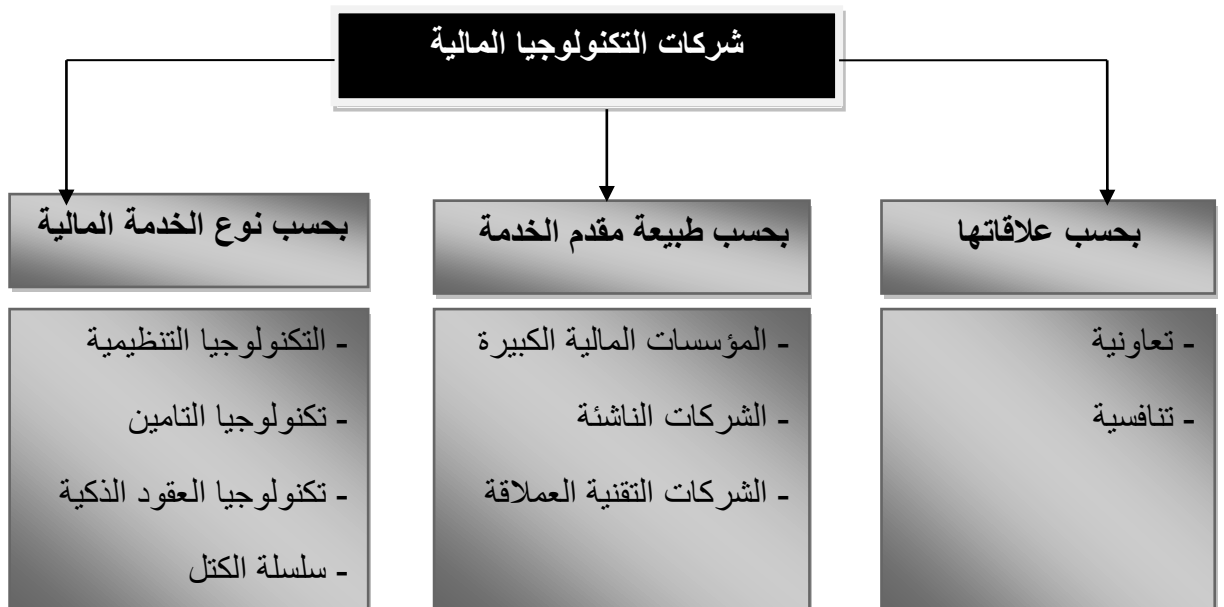 شركات التكنولوجيا المالية
بحسب علاقاتها
- تعاونية
- تنافسية
بحسب طبيعة مقدم الخدمة
- المؤسسات المالية الكبيرة
- الشركات الناشئة
- الشركات التقنية العملاقة
بحسب نوع الخدمة المالية
- التكنولوجيا التنظيمية
- تكنولوجيا التامين
- تكنولوجيا العقود الذكية
- سلسلة الكتل